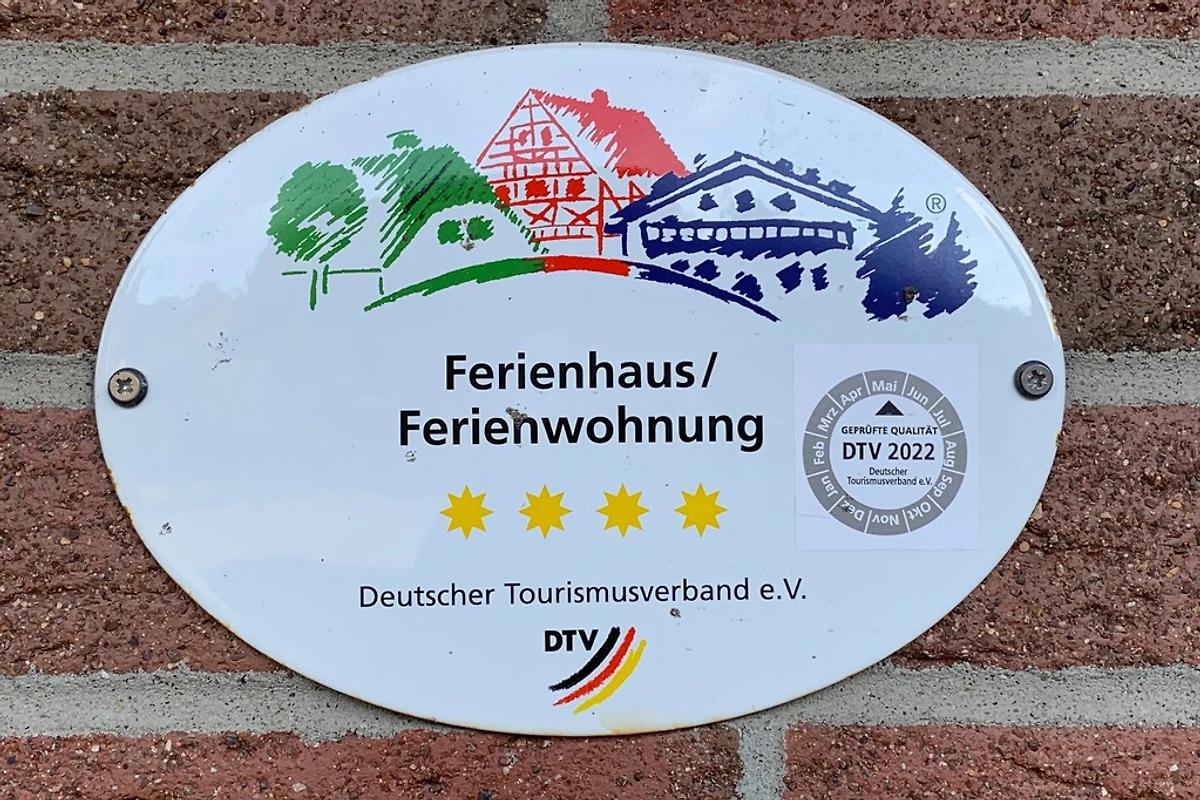 ®
Ferienhaus/
Ferienwohnung
Jan Feb Mrz Apr Mai Jun Jul Aug Sep Okt Nov Dez
GEPRÜFTE QUALITÄT
DTV 2022
Deutscher
Tourismusverband e.V.
Deutscher Tourismusverband e.V.
DTV